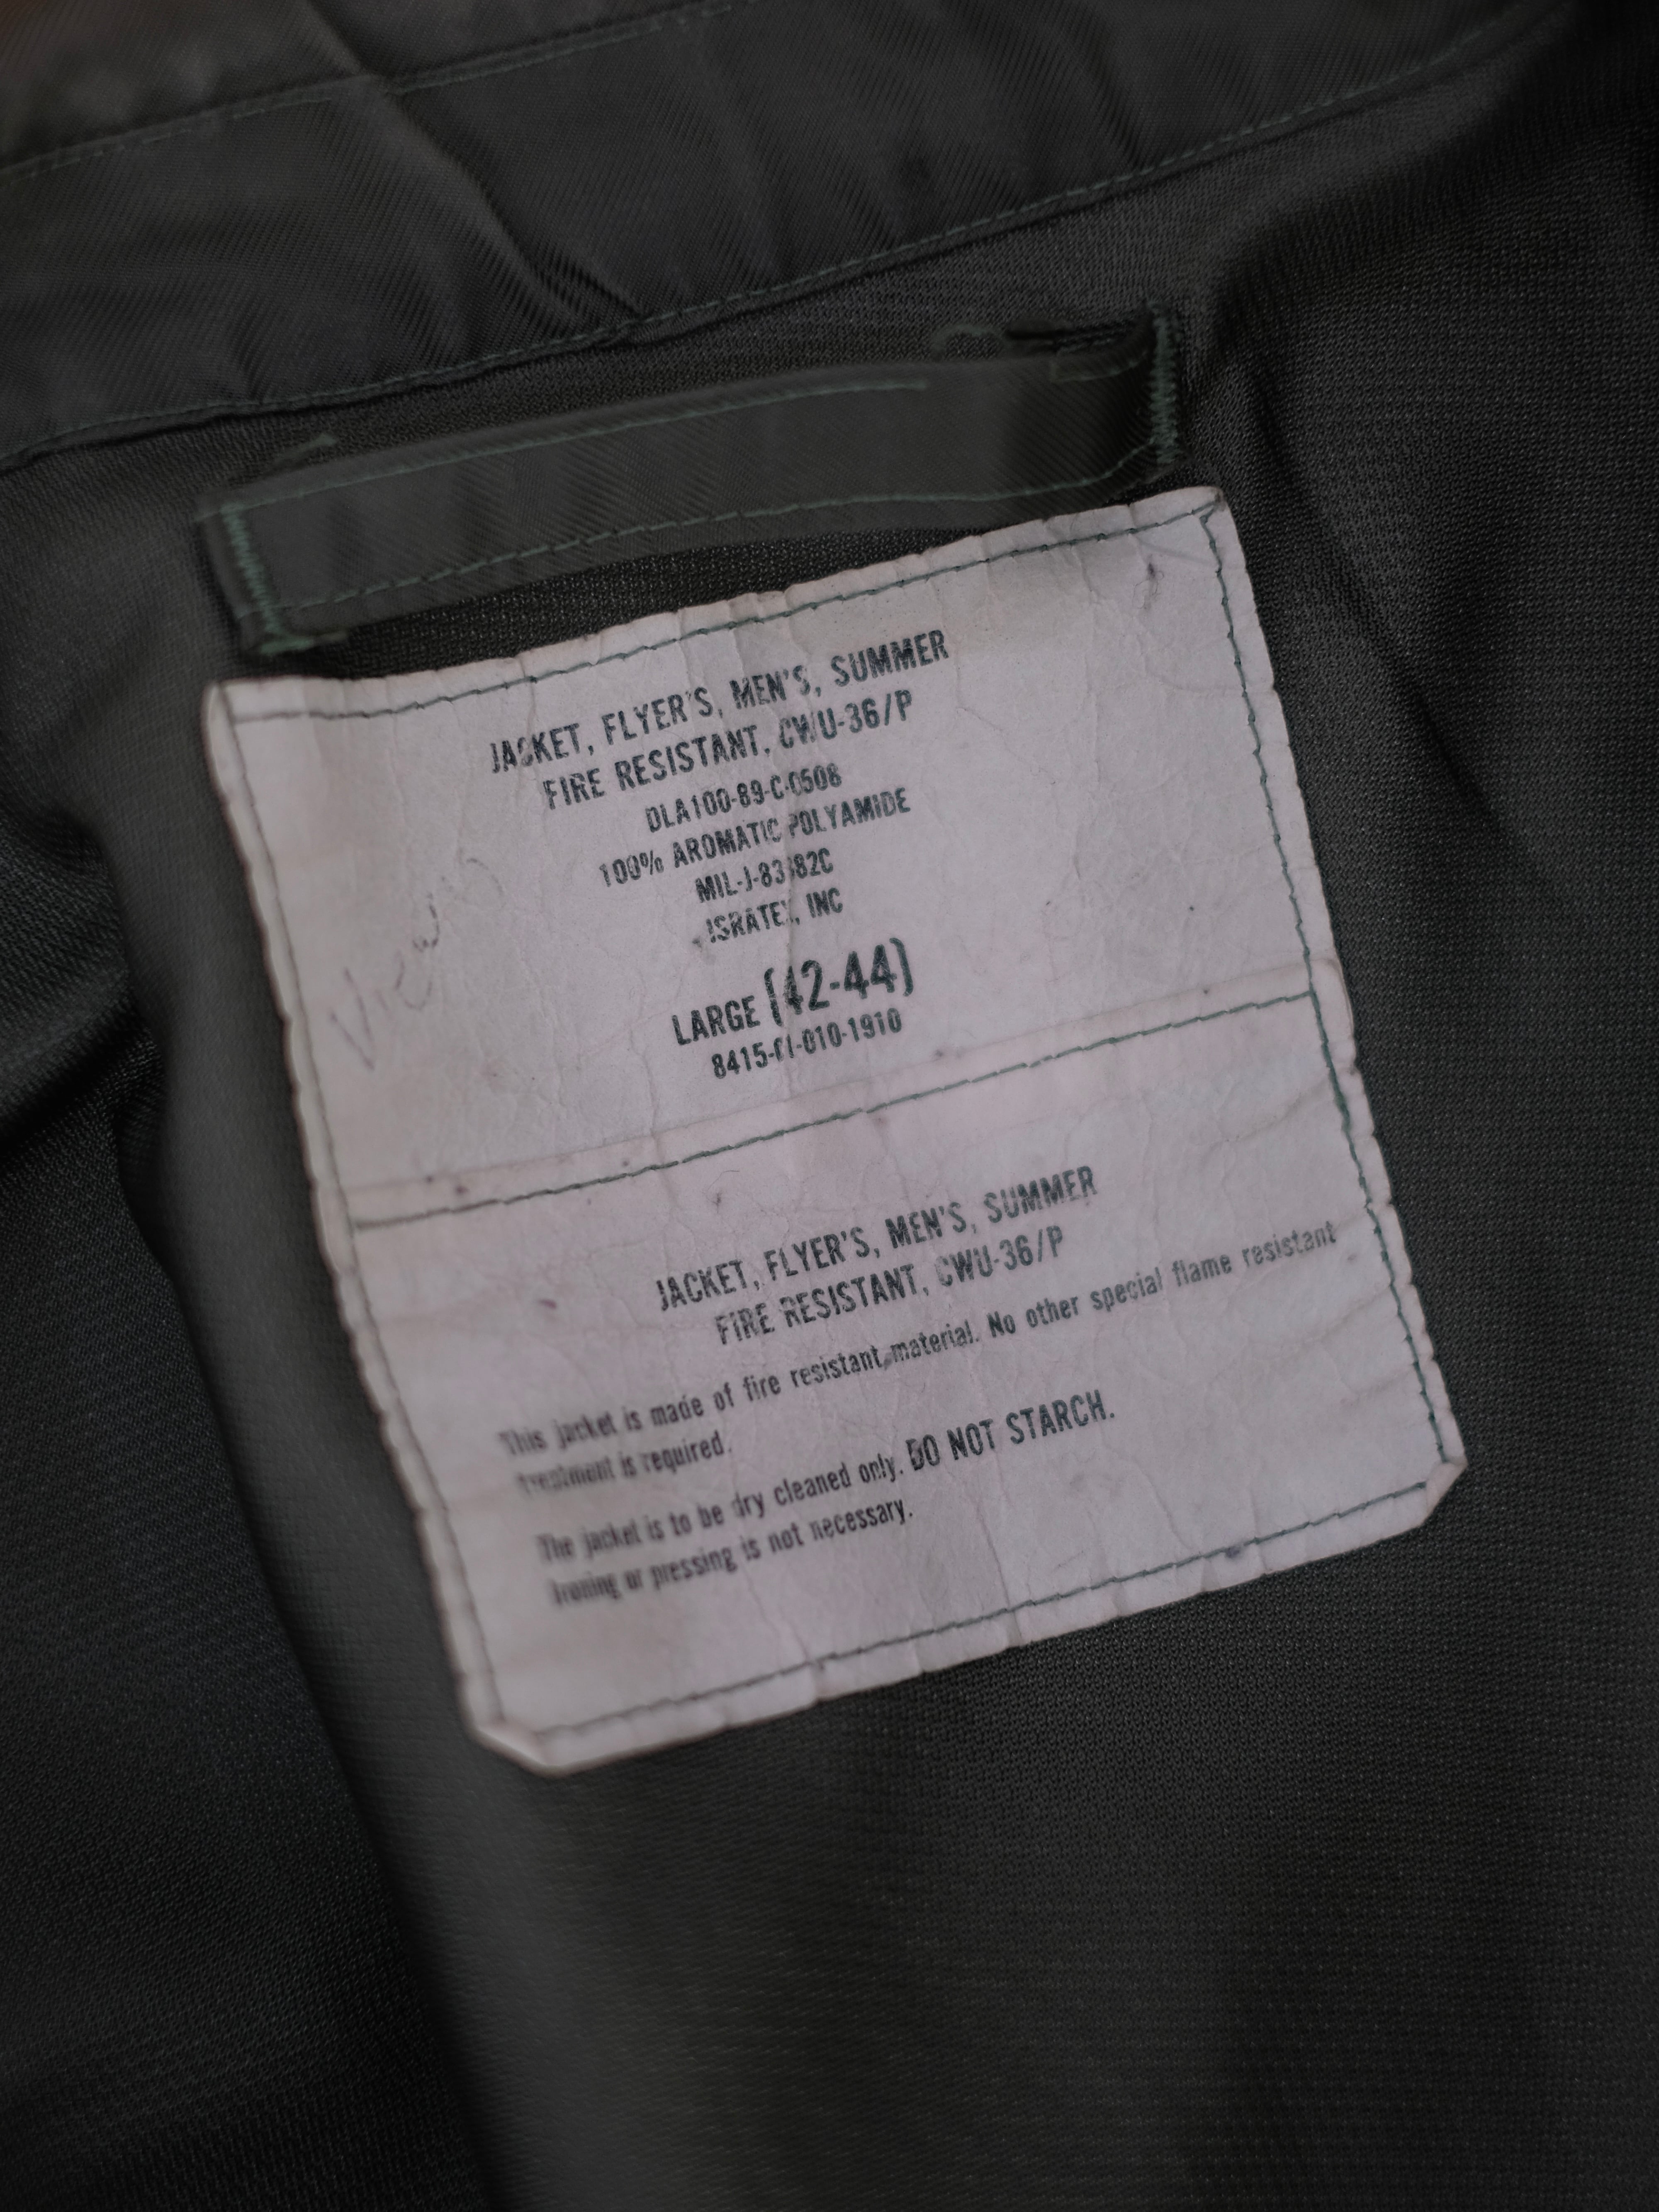 JACKET, FLYER'S, MEN'S, SUMMER
FIRE RESISTANT, CWU-36/P
DLA100-89-C-0508
100% AROMATIC POLYAMIDE
MIL-J-83382C
ISRATEX, INC
LARGE (42-44)
8415-01-010-1910
JACKET, FLYER'S, MEN'S, SUMMER
FIRE RESISTANT, CWU-36/P
This jacket is made of fire resistant material. No other special flame resistant
treatment is required.
The jacket is to be dry cleaned only. DO NOT STARCH.
Ironing or pressing is not necessary.